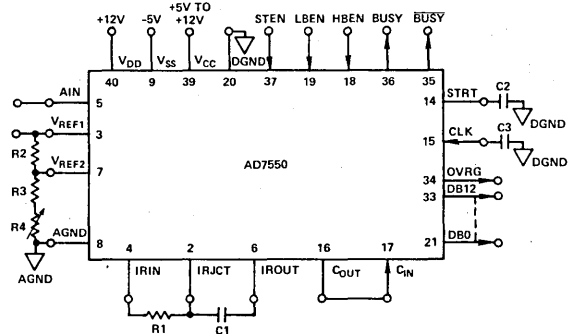 +5V TO
+12V -5V +12V STEN LBEN HBEN BUSY BUSY
DGND
VDD VSS VCC
40 9 39 20 37 19 18 36 35
AIN
5
VREF1
3
R2
VREF2
7
R3
R4
AGND
8
AGND
AD7550
STRT
14
C2
DGND
CLK
15
C3
DGND
OVRG
34
DB12
33
DB0
21
4 2 6 16 17
IRIN IRJCT IROUT COUT CIN
R1 C1